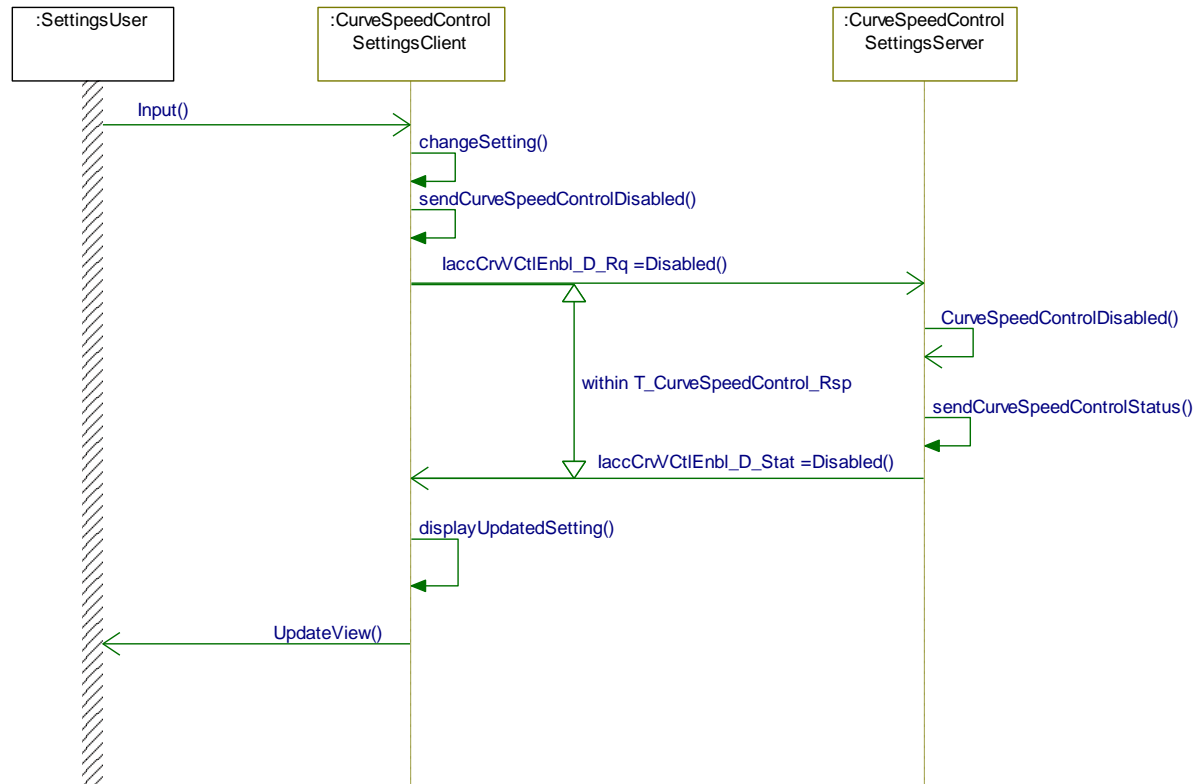 :SettingsUser
:CurveSpeedControl
SettingsClient
:CurveSpeedControl
SettingsServer
Input()
changeSetting()
sendCurveSpeedControlDisabled()
IaccCrvVCtlEnbl_D_Rq =Disabled()
CurveSpeedControlDisabled()
within T_CurveSpeedControl_Rsp
sendCurveSpeedControlStatus()
IaccCrvVCtlEnbl_D_Stat =Disabled()
displayUpdatedSetting()
UpdateView()